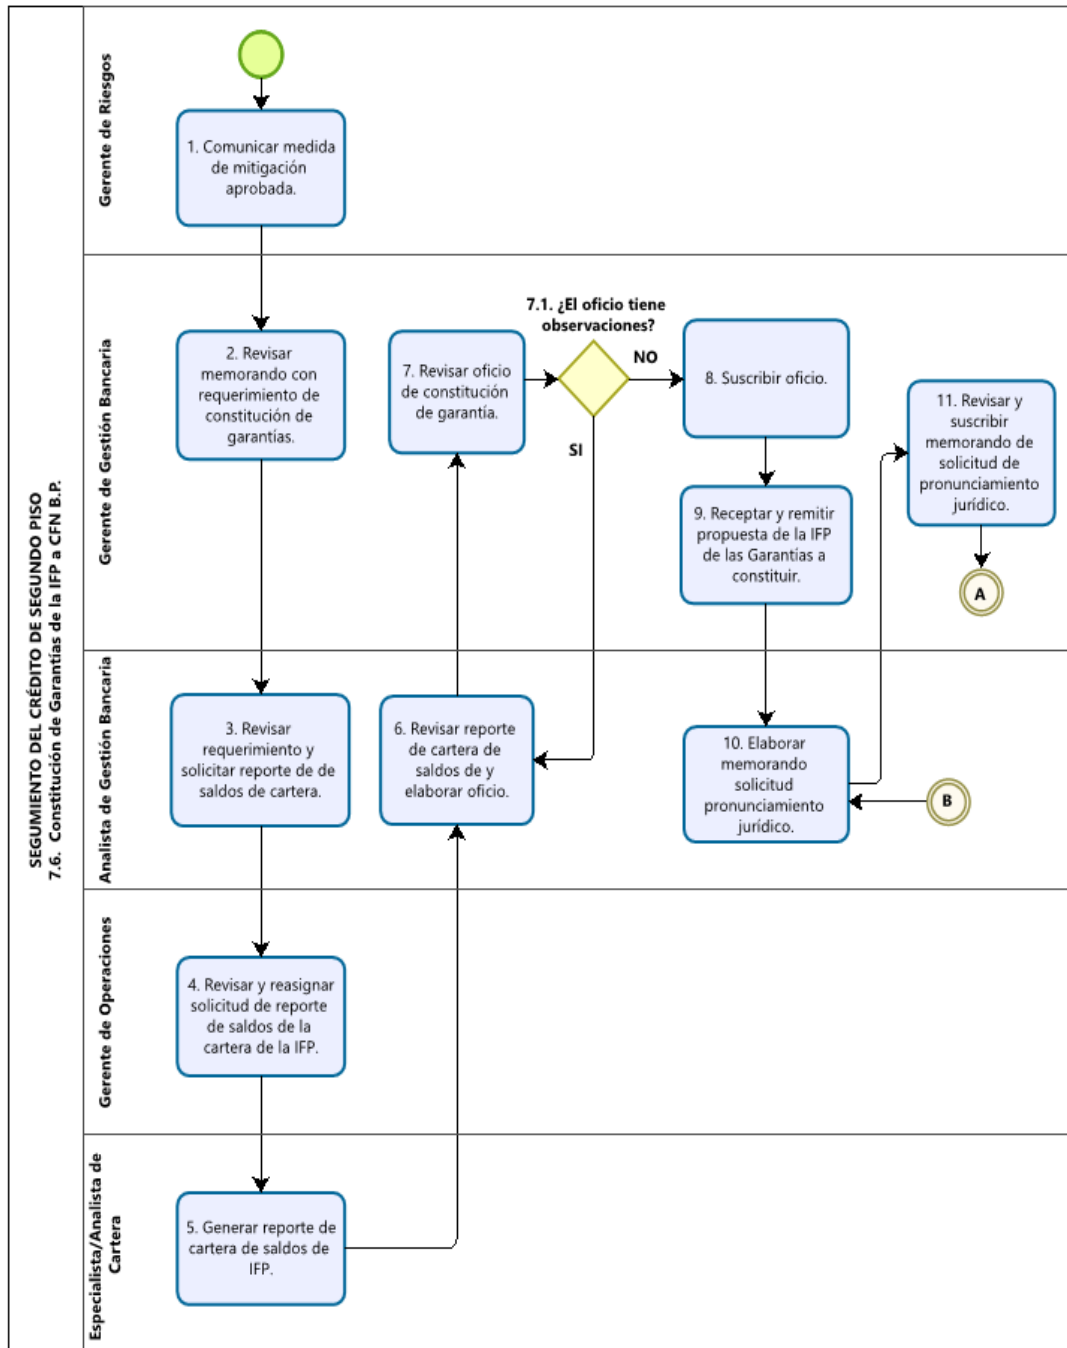 SEGUMIENTO DEL CRÉDITO DE SEGUNDO PISO
7.6. Constitución de Garantías de la IFP a CFN B.P.
Gerente de Riesgos
1. Comunicar medida
de mitigación
aprobada.
Gerente de Gestión Bancaria
2. Revisar
memorando con
requerimiento de
constitución de
garantías.
7. Revisar oficio
de constitución
de garantía.
7.1. ¿El oficio tiene
observaciones?
NO
SI
8. Suscribir oficio.
9. Receptar y remitir
propuesta de la IFP
de las Garantías a
constituir.
11. Revisar y
suscribir
memorando de
solicitud de
pronunciamiento
jurídico.
A
Analista de Gestión Bancaria
3. Revisar
requerimiento y
solicitar reporte de de
saldos de cartera.
6. Revisar reporte
de cartera de
saldos de y
elaborar oficio.
10. Elaborar
memorando
solicitud
pronunciamiento
jurídico.
B
Gerente de Operaciones
4. Revisar y reasignar
solicitud de reporte
de saldos de la
cartera de la IFP.
Especialista/Analista de
Cartera
5. Generar reporte de
cartera de saldos de
IFP.